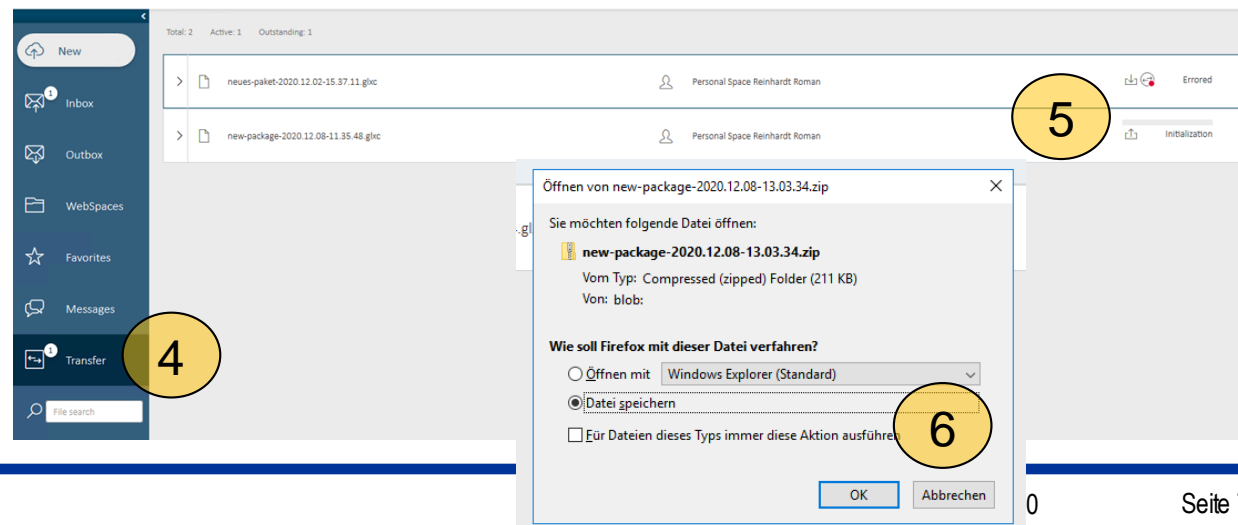 Total: 2 Active: 1 Outstanding: 1
New
1
Inbox
Outbox
WebSpaces
Favorites
Messages
1
Transfer
File search
neues-paket-2020.12.02-15.37.11.glxc Personal Space Reinhardt Roman Errored
new-package-2020.12.08-11.35.48.glxc Personal Space Reinhardt Roman Initialization
4
5
.gl
Öffnen von new-package-2020.12.08-13.03.34.zip
Sie möchten folgende Datei öffnen:
new-package-2020.12.08-13.03.34.zip
Vom Typ: Compressed (zipped) Folder (211 KB)
Von: blob:
Wie soll Firefox mit dieser Datei verfahren?
Öffnen mit Windows Explorer (Standard)
Datei speichern
Für Dateien dieses Typs immer diese Aktion ausführen
6
OK Abbrechen
0 Seite